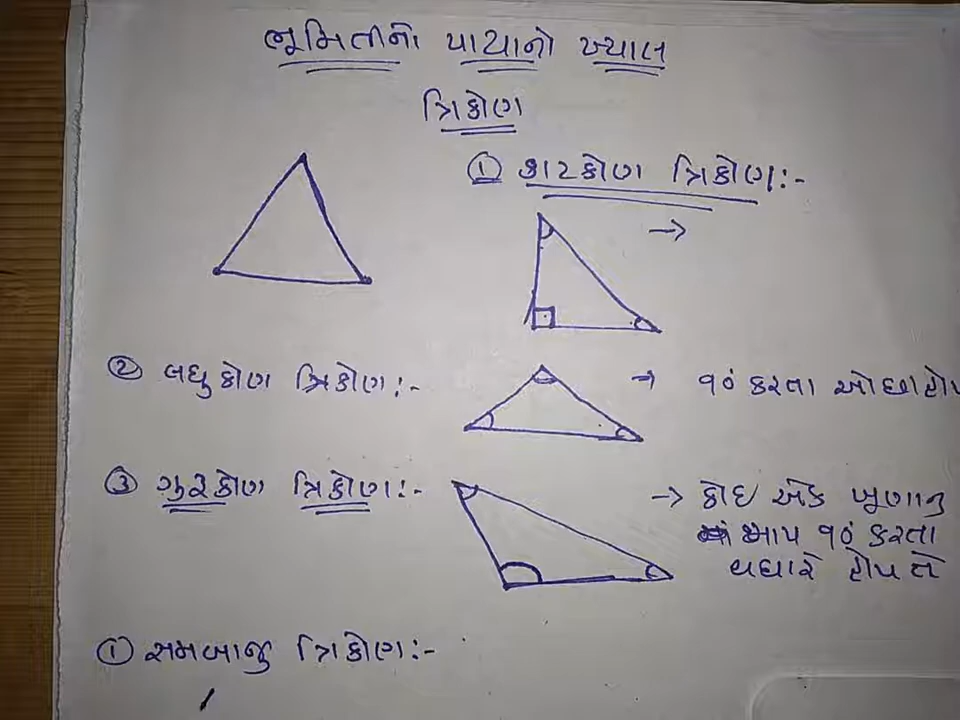 ભૂમિતીનો પાયાનો ખ્યાલ
ત્રિકોણ
① કાટકોણ ત્રિકોણ:-
→
② લઘુકોણ ત્રિકોણ:- → ૧૦ં કરતા ઓછા હોય
③ ગુરૂકોણ ત્રિકોણ:- → કોઇ એક ખૂણાનુ
માપ ૧૦ં કરતા
વધારે હોય તે
① સમબાજુ ત્રિકોણ:-